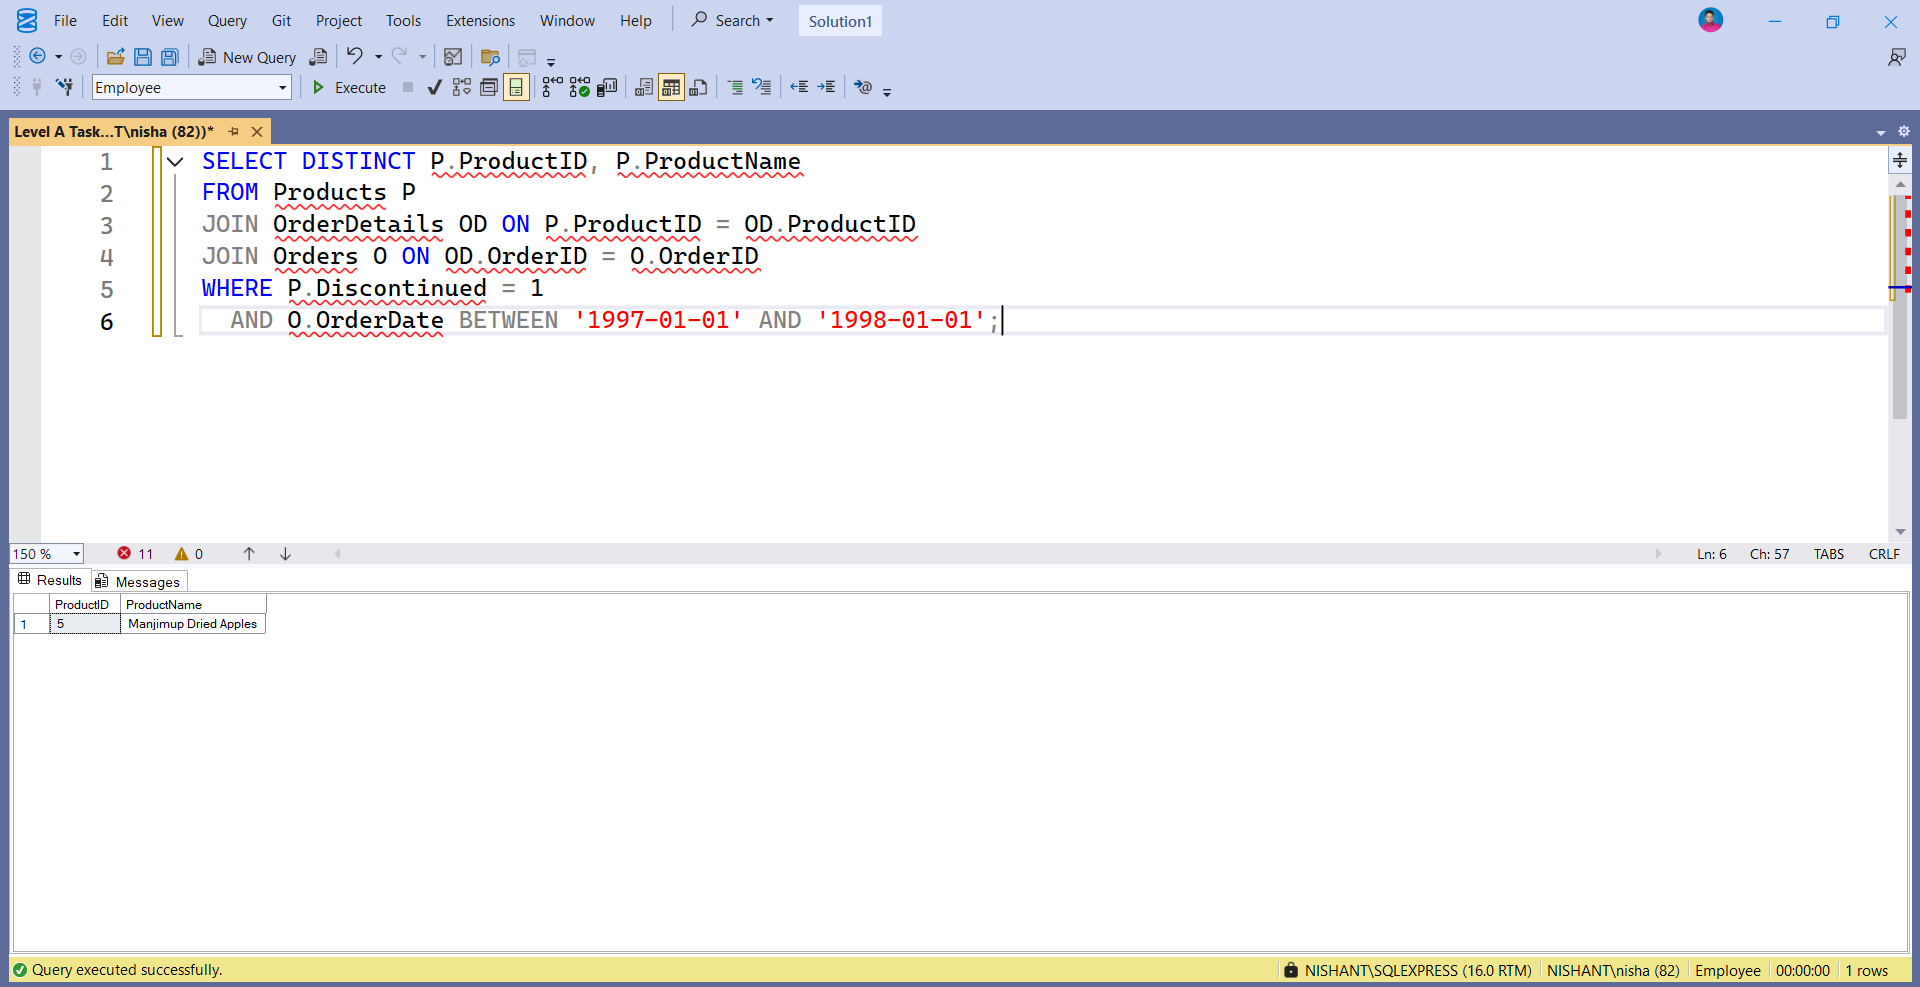 File Edit View Query Git Project Tools Extensions Window Help Search Solution1
New Query
Employee Execute
Level A Task...T\nisha (82))*
1 SELECT DISTINCT P.ProductID, P.ProductName
2 FROM Products P
3 JOIN OrderDetails OD ON P.ProductID = OD.ProductID
4 JOIN Orders O ON OD.OrderID = O.OrderID
5 WHERE P.Discontinued = 1
6 AND O.OrderDate BETWEEN '1997-01-01' AND '1998-01-01';
150 % 11 0 Ln: 6 Ch: 57 TABS CRLF
Results Messages
ProductID ProductName
1 5 Manjimup Dried Apples
Query executed successfully. NISHANT\SQLEXPRESS (16.0 RTM) NISHANT\nisha (82) Employee 00:00:00 1 rows